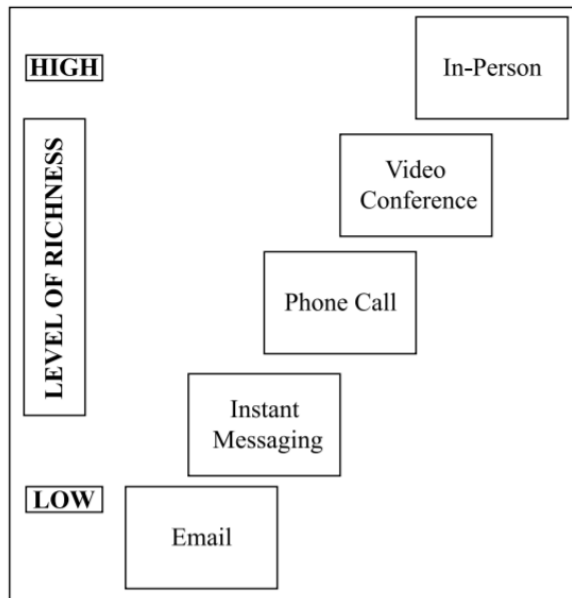 HIGH
In-Person
LEVEL OF RICHNESS
Video
Conference
Phone Call
Instant
Messaging
LOW
Email